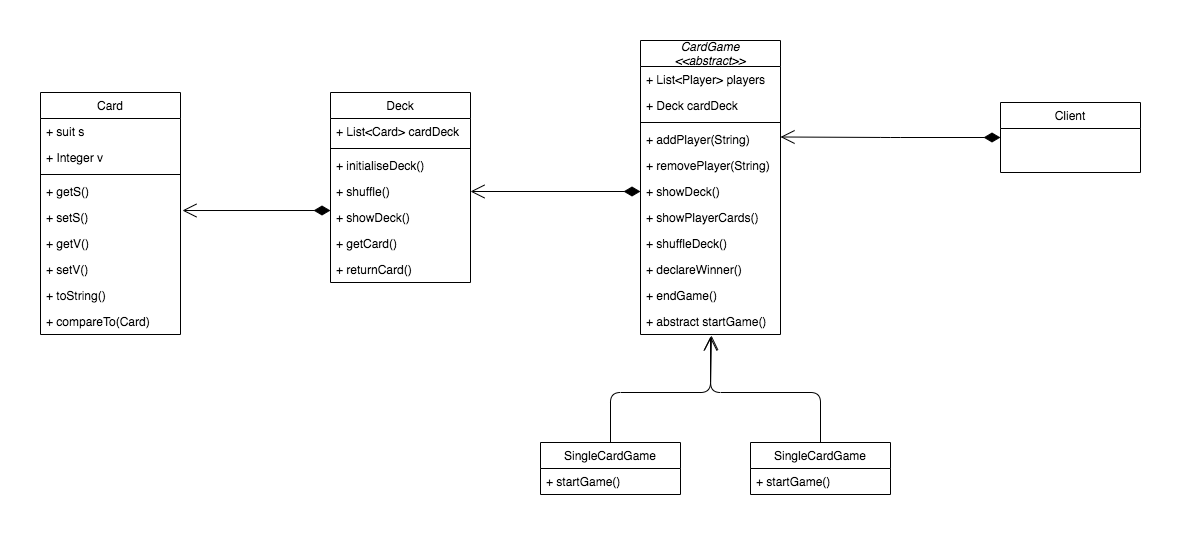 Card
+ suit s
+ Integer v
+ getS()
+ setS()
+ getV()
+ setV()
+ toString()
+ compareTo(Card)
Deck
+ List<Card> cardDeck
+ initialiseDeck()
+ shuffle()
+ showDeck()
+ getCard()
+ returnCard()
CardGame
<<abstract>>
+ List<Player> players
+ Deck cardDeck
+ addPlayer(String)
+ removePlayer(String)
+ showDeck()
+ showPlayerCards()
+ shuffleDeck()
+ declareWinner()
+ endGame()
+ abstract startGame()
Client
SingleCardGame
+ startGame()
SingleCardGame
+ startGame()